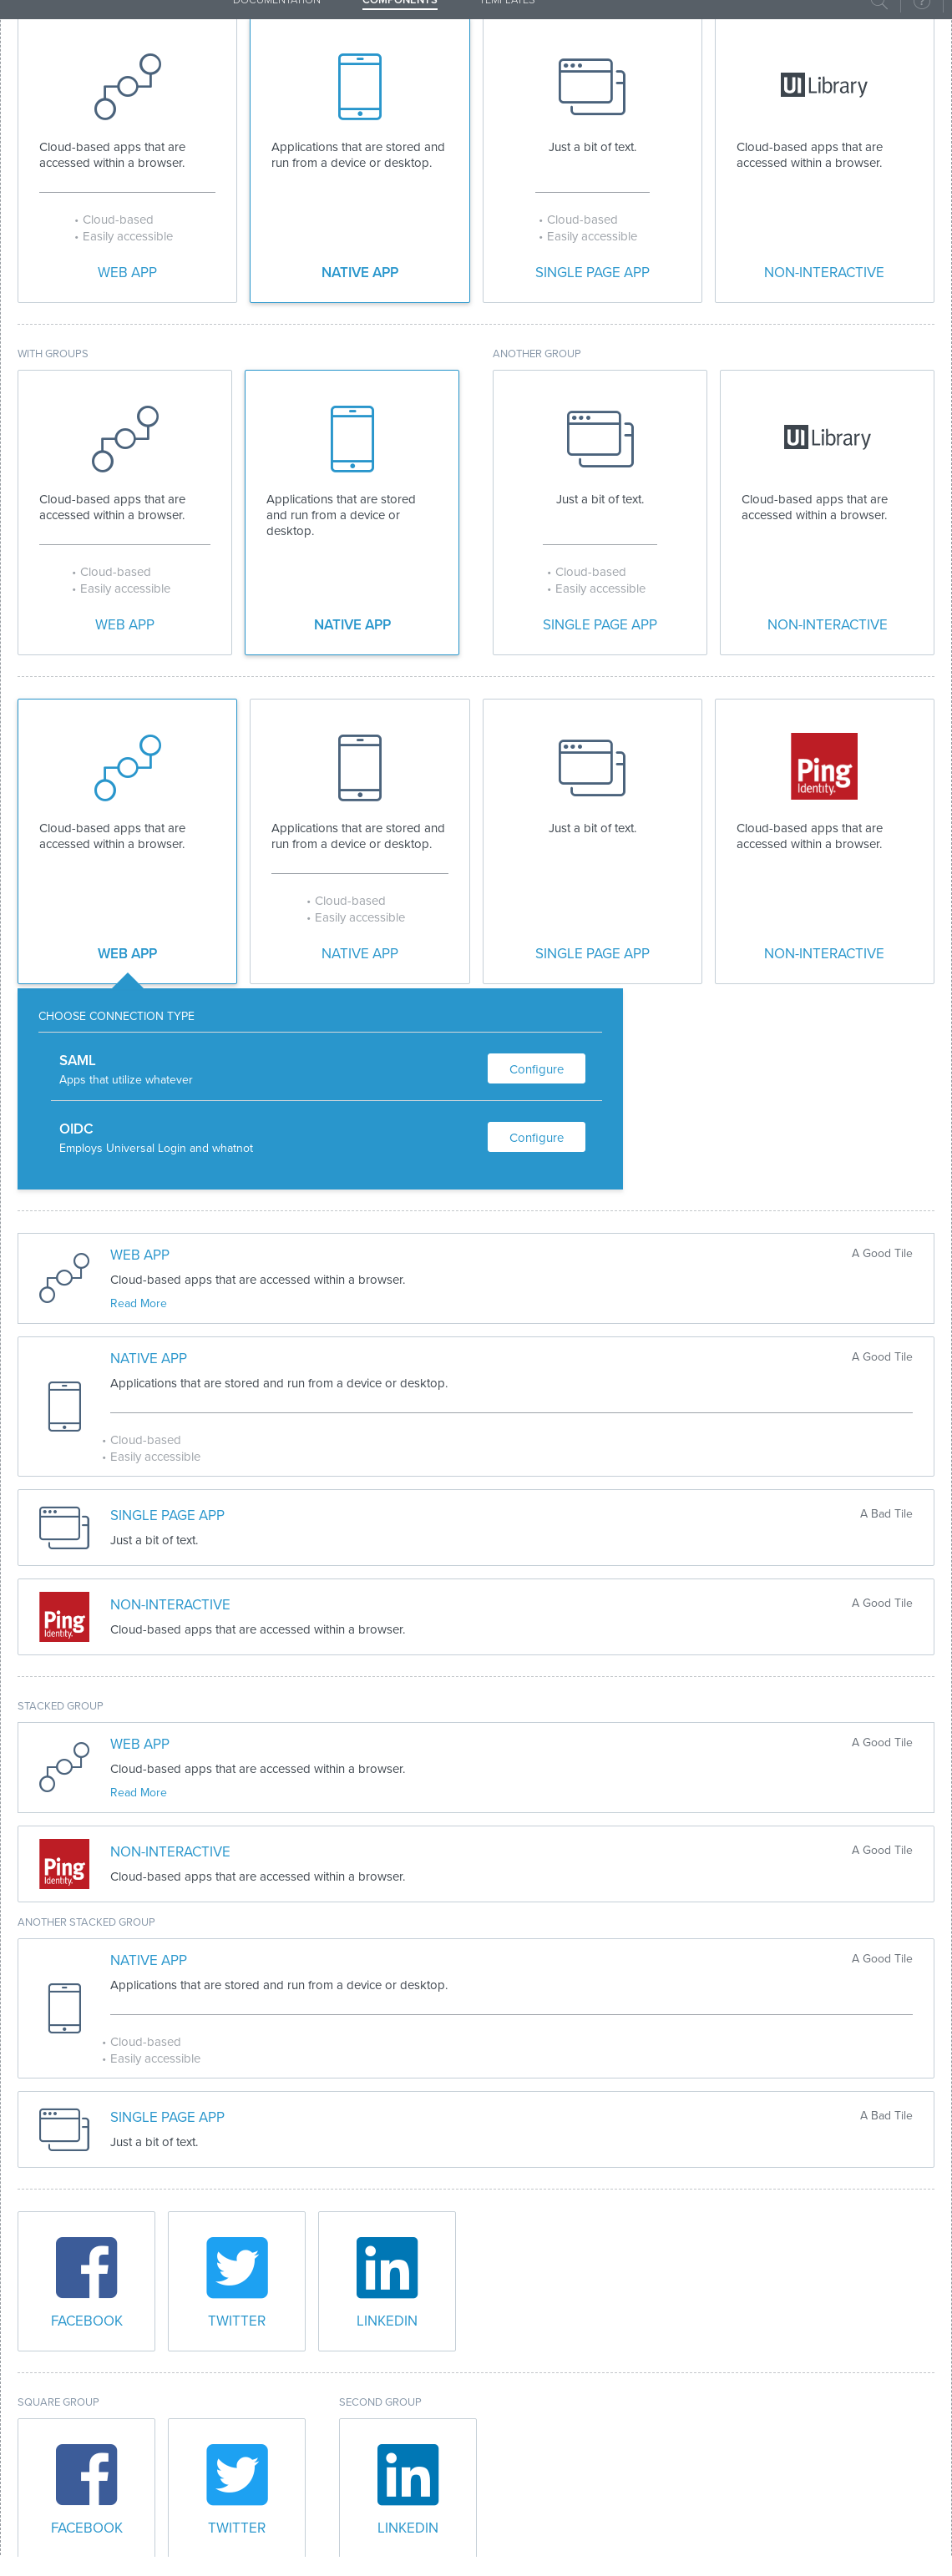 DOCUMENTATION COMPONENTS TEMPLATES
UI Library
Cloud-based apps that are
accessed within a browser.
• Cloud-based
• Easily accessible
WEB APP
Applications that are stored and
run from a device or desktop.
NATIVE APP
Just a bit of text.
• Cloud-based
• Easily accessible
SINGLE PAGE APP
Cloud-based apps that are
accessed within a browser.
NON-INTERACTIVE
WITH GROUPS
Cloud-based apps that are
accessed within a browser.
• Cloud-based
• Easily accessible
WEB APP
Applications that are stored
and run from a device or
desktop.
NATIVE APP
ANOTHER GROUP
Just a bit of text.
• Cloud-based
• Easily accessible
SINGLE PAGE APP
UI Library
Cloud-based apps that are
accessed within a browser.
NON-INTERACTIVE
Cloud-based apps that are
accessed within a browser.
WEB APP
Applications that are stored and
run from a device or desktop.
• Cloud-based
• Easily accessible
NATIVE APP
Just a bit of text.
SINGLE PAGE APP
Ping
Identity.
Cloud-based apps that are
accessed within a browser.
NON-INTERACTIVE
CHOOSE CONNECTION TYPE
SAML
Apps that utilize whatever
Configure
OIDC
Employs Universal Login and whatnot
Configure
WEB APP
A Good Tile
Cloud-based apps that are accessed within a browser.
Read More
NATIVE APP
A Good Tile
Applications that are stored and run from a device or desktop.
• Cloud-based
• Easily accessible
SINGLE PAGE APP
A Bad Tile
Just a bit of text.
Ping
Identity.
NON-INTERACTIVE
A Good Tile
Cloud-based apps that are accessed within a browser.
STACKED GROUP
WEB APP
A Good Tile
Cloud-based apps that are accessed within a browser.
Read More
Ping
Identity.
NON-INTERACTIVE
A Good Tile
Cloud-based apps that are accessed within a browser.
ANOTHER STACKED GROUP
NATIVE APP
A Good Tile
Applications that are stored and run from a device or desktop.
• Cloud-based
• Easily accessible
SINGLE PAGE APP
A Bad Tile
Just a bit of text.
f
FACEBOOK
TWITTER
in
LINKEDIN
SQUARE GROUP
f
FACEBOOK
TWITTER
SECOND GROUP
in
LINKEDIN